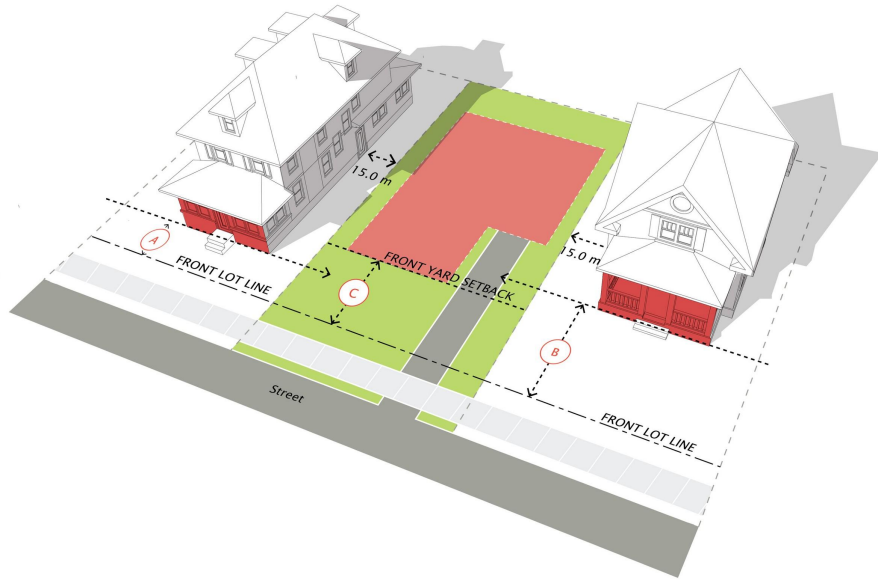 15.0 m
15.0 m
A
FRONT LOT LINE
FRONT YARD SETBACK
C
B
Street
FRONT LOT LINE